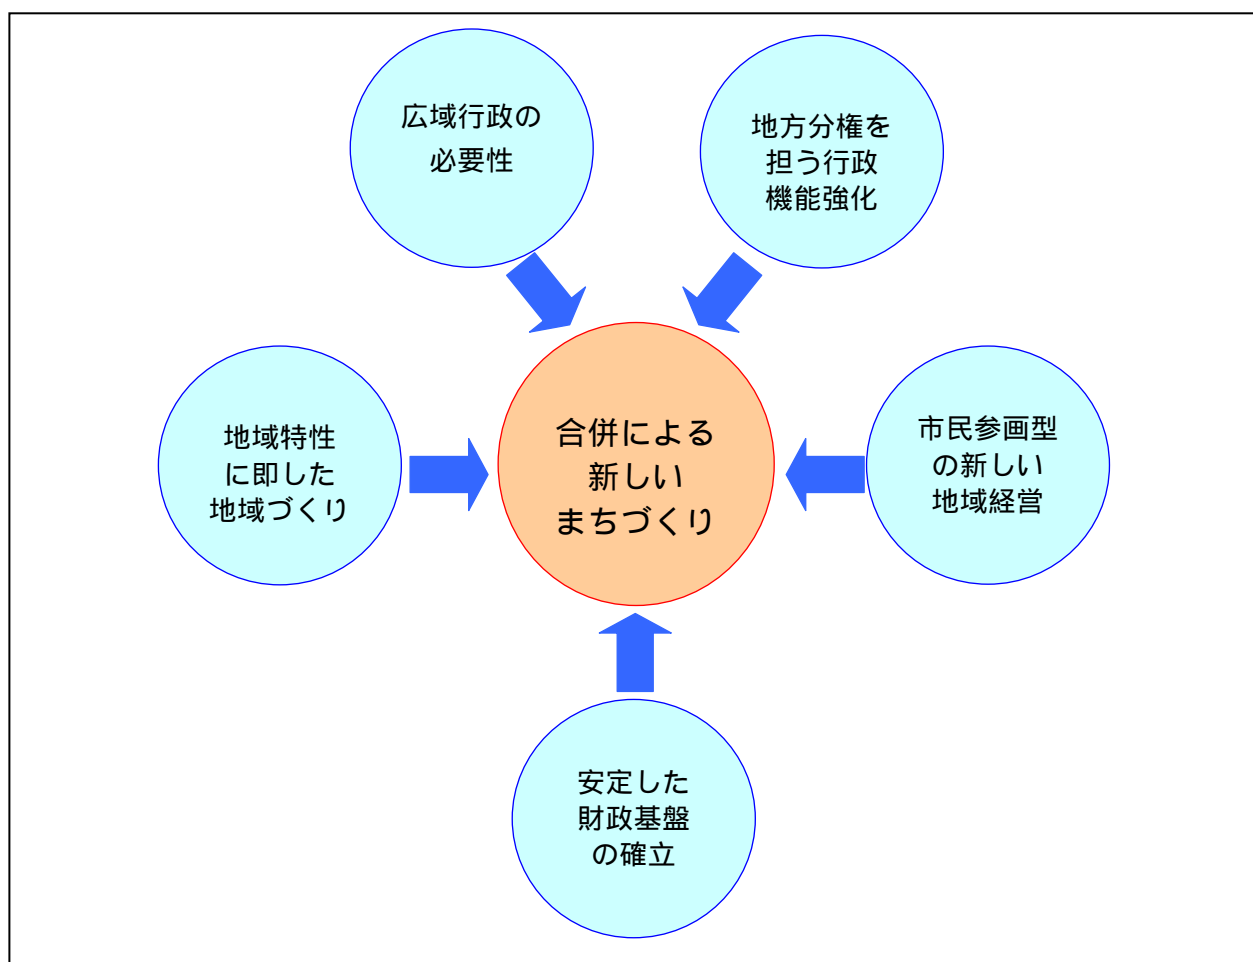 広域行政の
必要性
地方分権を
担う行政
機能強化
地域特性
に即した
地域づくり
合併による
新しい
まちづくり
市民参画型
の新しい
地域経営
安定した
財政基盤
の確立